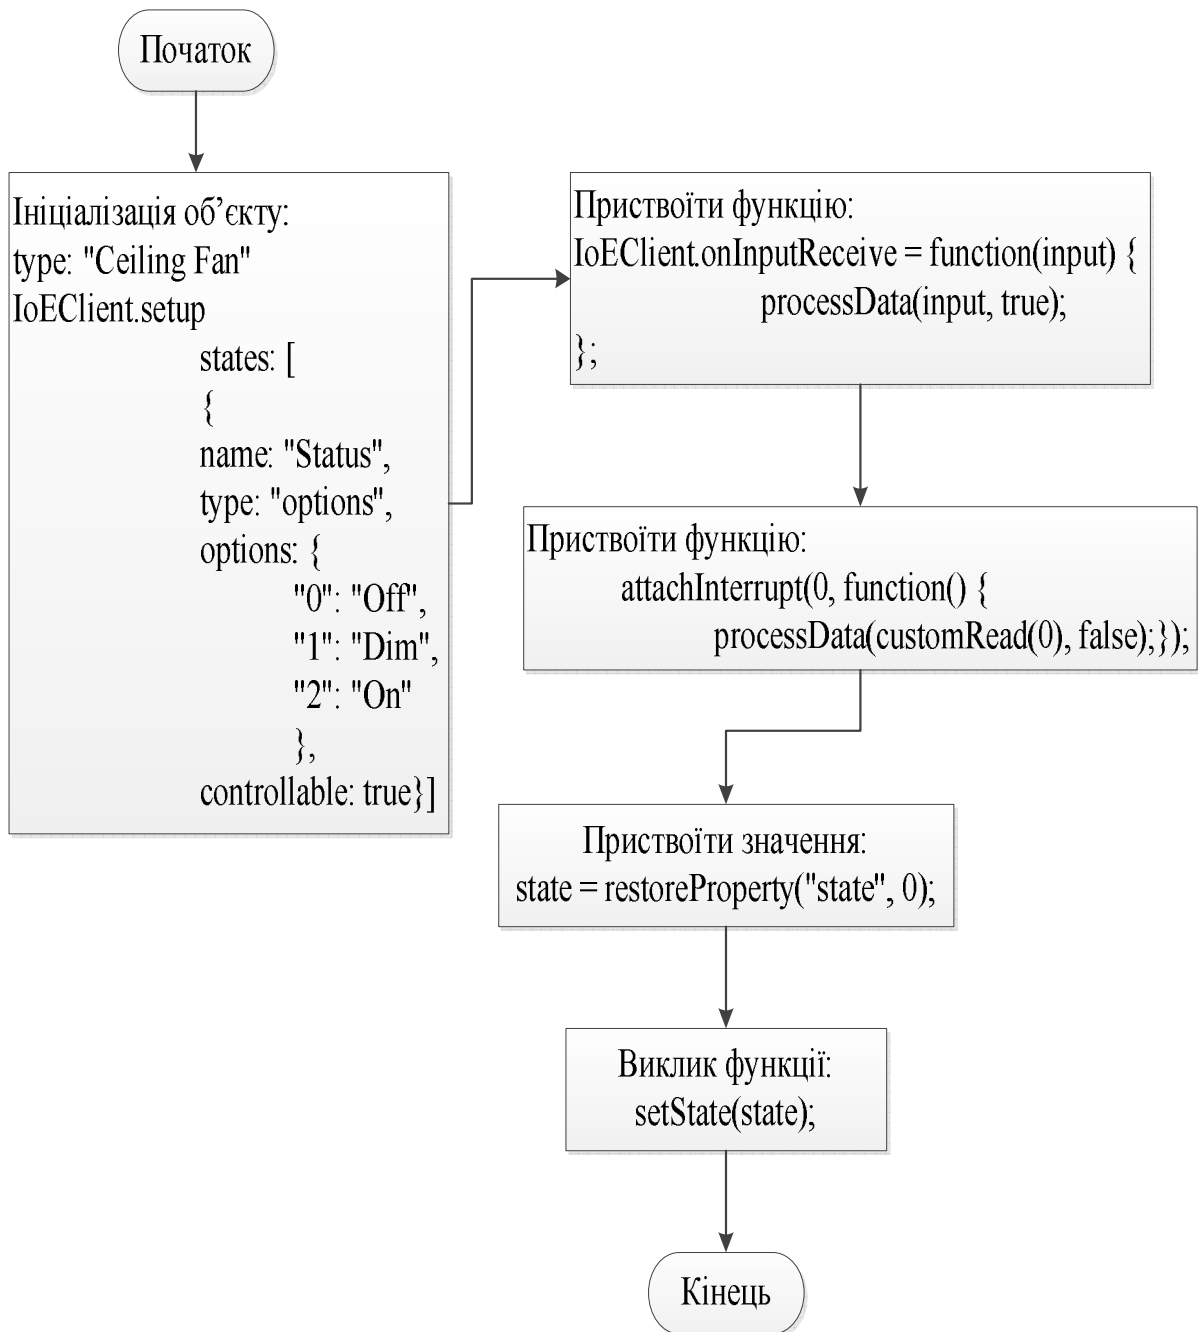 Початок
Ініціалізація об’єкту:
type: "Ceiling Fan"
IoEClient.setup
states: [
{
name: "Status",
type: "options",
options: {
"0": "Off",
"1": "Dim",
"2": "On"
},
controllable: true}]
Приствоїти функцію:
IoEClient.onInputReceive = function(input) {
processData(input, true);
};
Приствоїти функцію:
attachInterrupt(0, function() {
processData(customRead(0), false);});
Приствоїти значення:
state = restoreProperty("state", 0);
Виклик функції:
setState(state);
Кінець